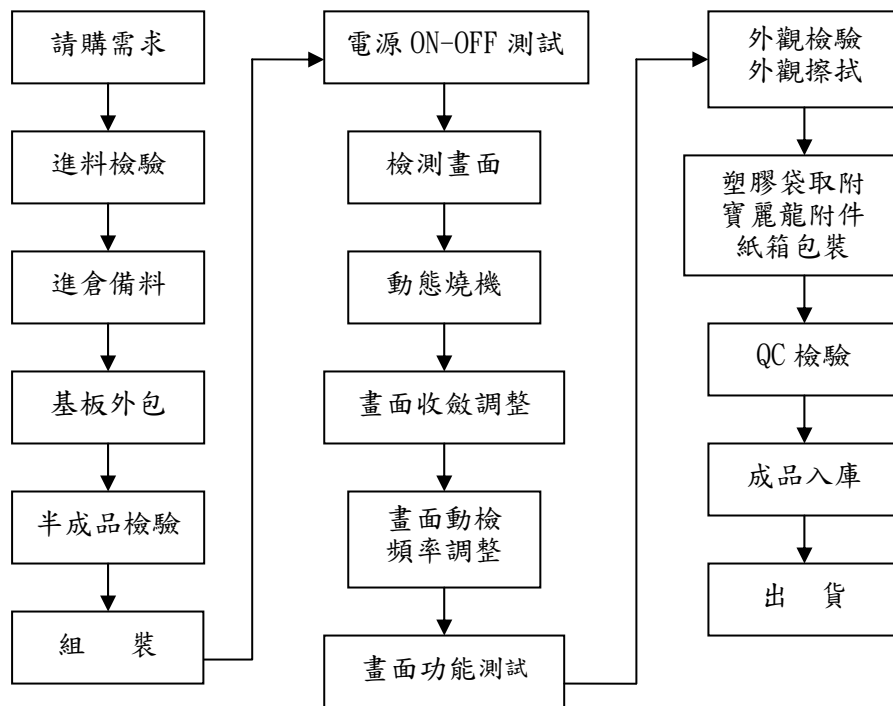 請購需求
進料檢驗
進倉備料
基板外包
半成品檢驗
組 裝
電源 ON-OFF 測試
檢測畫面
動態燒機
畫面收斂調整
畫面動檢
頻率調整
畫面功能測試
外觀檢驗
外觀擦拭
塑膠袋取附
寶麗龍附件
紙箱包裝
QC 檢驗
成品入庫
出 貨